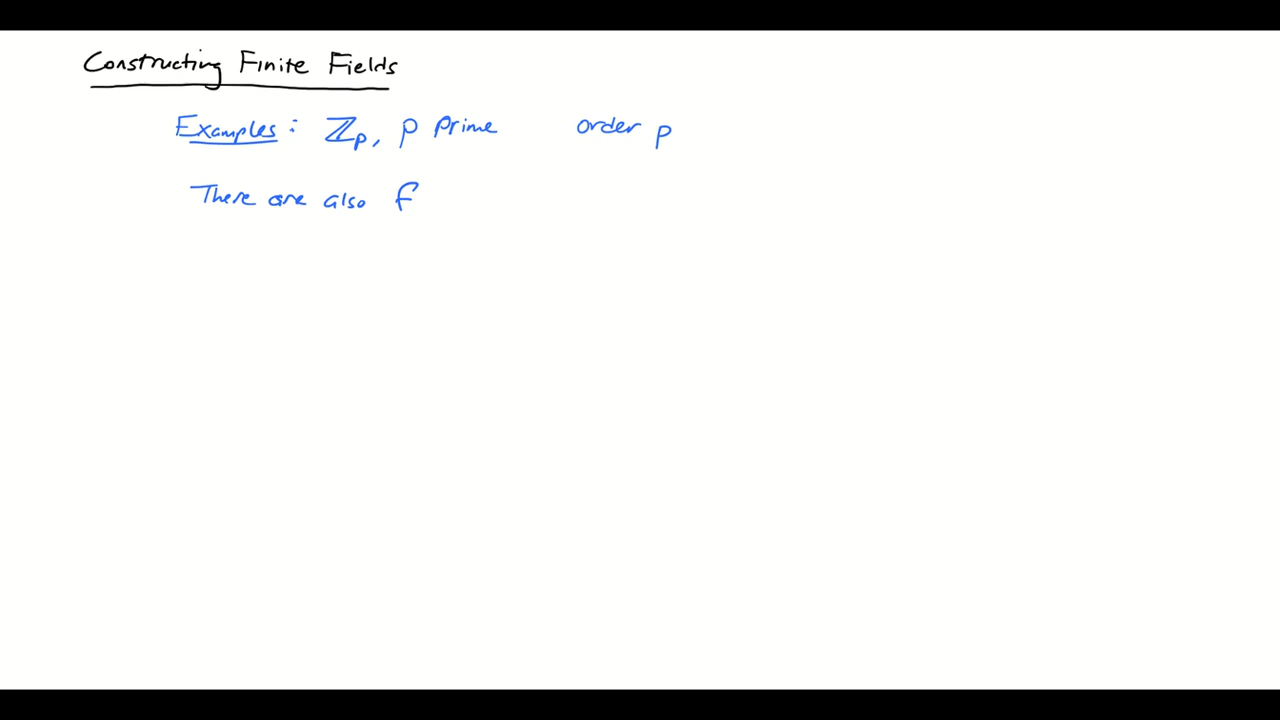 Constructing Finite Fields
Examples: ℤp, p prime order p
There are also f